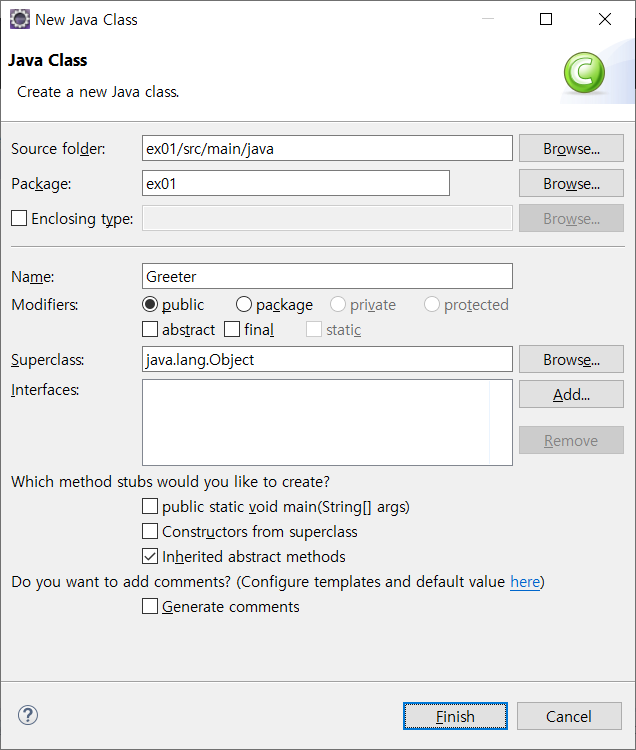 New Java Class
Java Class
Create a new Java class.
Source folder: ex01/src/main/java Browse...
Package: ex01 Browse...
Enclosing type: Browse...
Name: Greeter
Modifiers: public package private protected
abstract final static
Superclass: java.lang.Object Browse...
Interfaces: Add...
Remove
Which method stubs would you like to create?
public static void main(String[] args)
Constructors from superclass
Inherited abstract methods
Do you want to add comments? (Configure templates and default value here)
Generate comments
? Finish Cancel